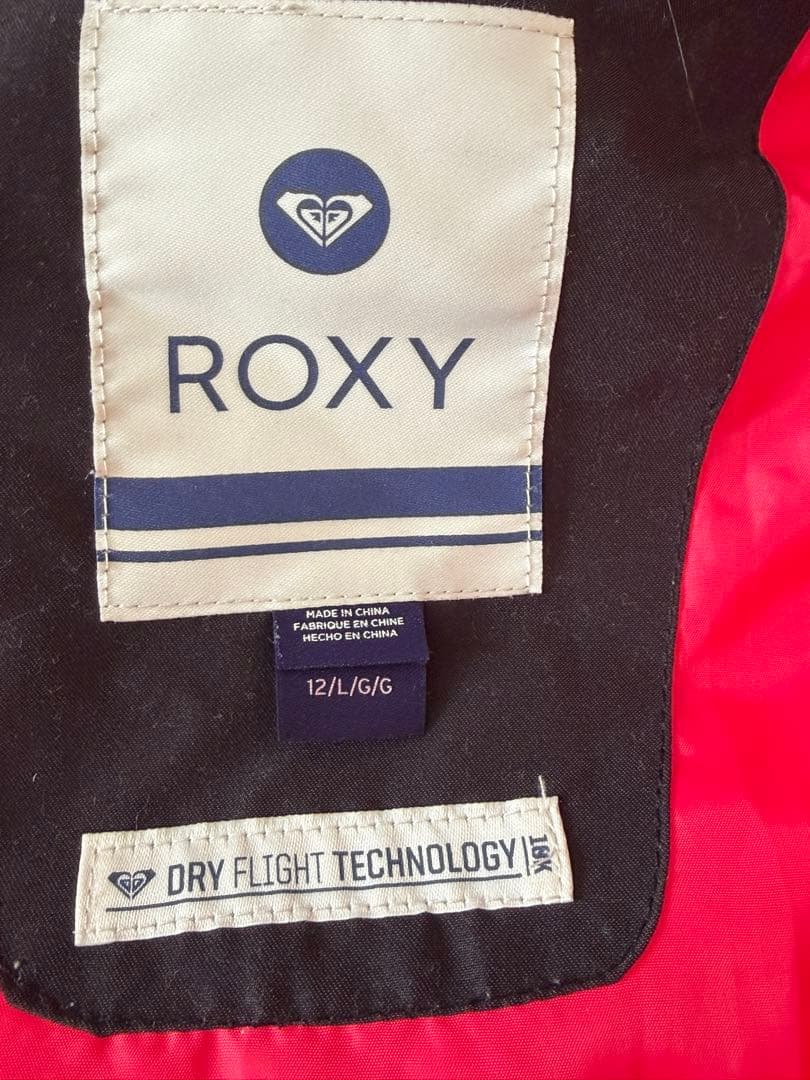 ROXY
MADE IN CHINA
FABRIQUE EN CHINE
HECHO EN CHINA
12/L/G/G
DRY FLIGHT TECHNOLOGY 10K